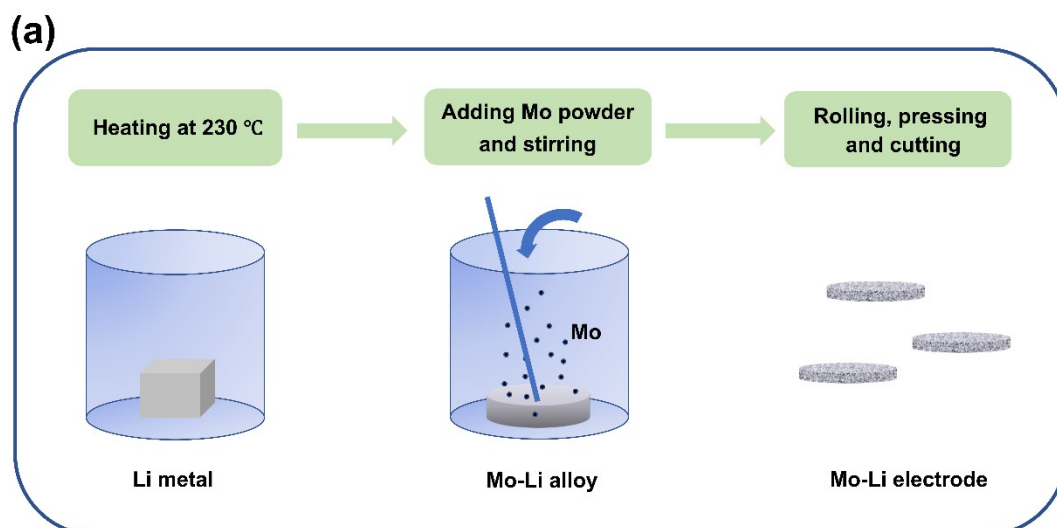 (a)
Heating at 230 ℃
Adding Mo powder
and stirring
Rolling, pressing
and cutting
Mo
Li metal
Mo-Li alloy
Mo-Li electrode